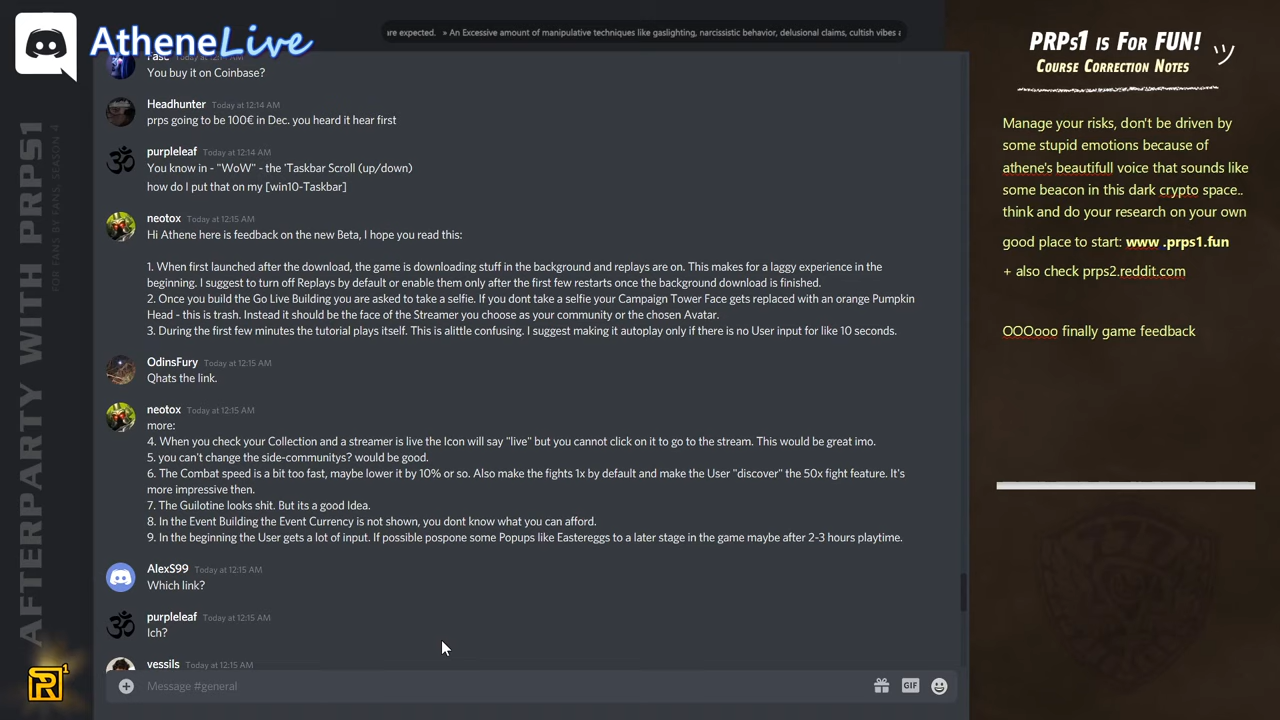 AtheneLive
are expected. » An Excessive amount of manipulative techniques like gaslighting, narcissistic behavior, delusional claims, cultish vibes
PRPs1 is For FUN!
Course Correction Notes
ツ
AFTERPARTY WITH PRPS1
FOR FANS BY FANS, SEASON 4
Today at 12:14 AM
You buy it on Coinbase?
Headhunter Today at 12:14 AM
prps going to be 100€ in Dec. you heard it hear first
purpleleaf Today at 12:14 AM
You know in - "WoW" - the 'Taskbar Scroll (up/down)
how do I put that on my [win10-Taskbar]
neotox Today at 12:15 AM
Hi Athene here is feedback on the new Beta, I hope you read this:
1. When first launched after the download, the game is downloading stuff in the background and replays are on. This makes for a laggy experience in the
beginning. I suggest to turn off Replays by default or enable them only after the first few restarts once the background download is finished.
2. Once you build the Go Live Building you are asked to take a selfie. If you dont take a selfie your Campaign Tower Face gets replaced with an orange Pumpkin
Head - this is trash. Instead it should be the face of the Streamer you choose as your community or the chosen Avatar.
3. During the first few minutes the tutorial plays itself. This is alittle confusing. I suggest making it autoplay only if there is no User input for like 10 seconds.
OdinsFury Today at 12:15 AM
Qhats the link.
neotox Today at 12:15 AM
more:
4. When you check your Collection and a streamer is live the Icon will say "live" but you cannot click on it to go to the stream. This would be great imo.
5. you can't change the side-communitys? would be good.
6. The Combat speed is a bit too fast, maybe lower it by 10% or so. Also make the fights 1x by default and make the User "discover" the 50x fight feature. It's
more impressive then.
7. The Guilotine looks shit. But its a good Idea.
8. In the Event Building the Event Currency is not shown, you dont know what you can afford.
9. In the beginning the User gets a lot of input. If possible pospone some Popups like Eastereggs to a later stage in the game maybe after 2-3 hours playtime.
AlexS99 Today at 12:15 AM
Which link?
purpleleaf Today at 12:15 AM
Ich?
vessils Today at 12:15 AM
Message #general
GIF
Manage your risks, don't be driven by
some stupid emotions because of
athene's beautifull voice that sounds like
some beacon in this dark crypto space..
think and do your research on your own
good place to start: www .prps1.fun
+ also check prps2.reddit.com
OOOooo finally game feedback